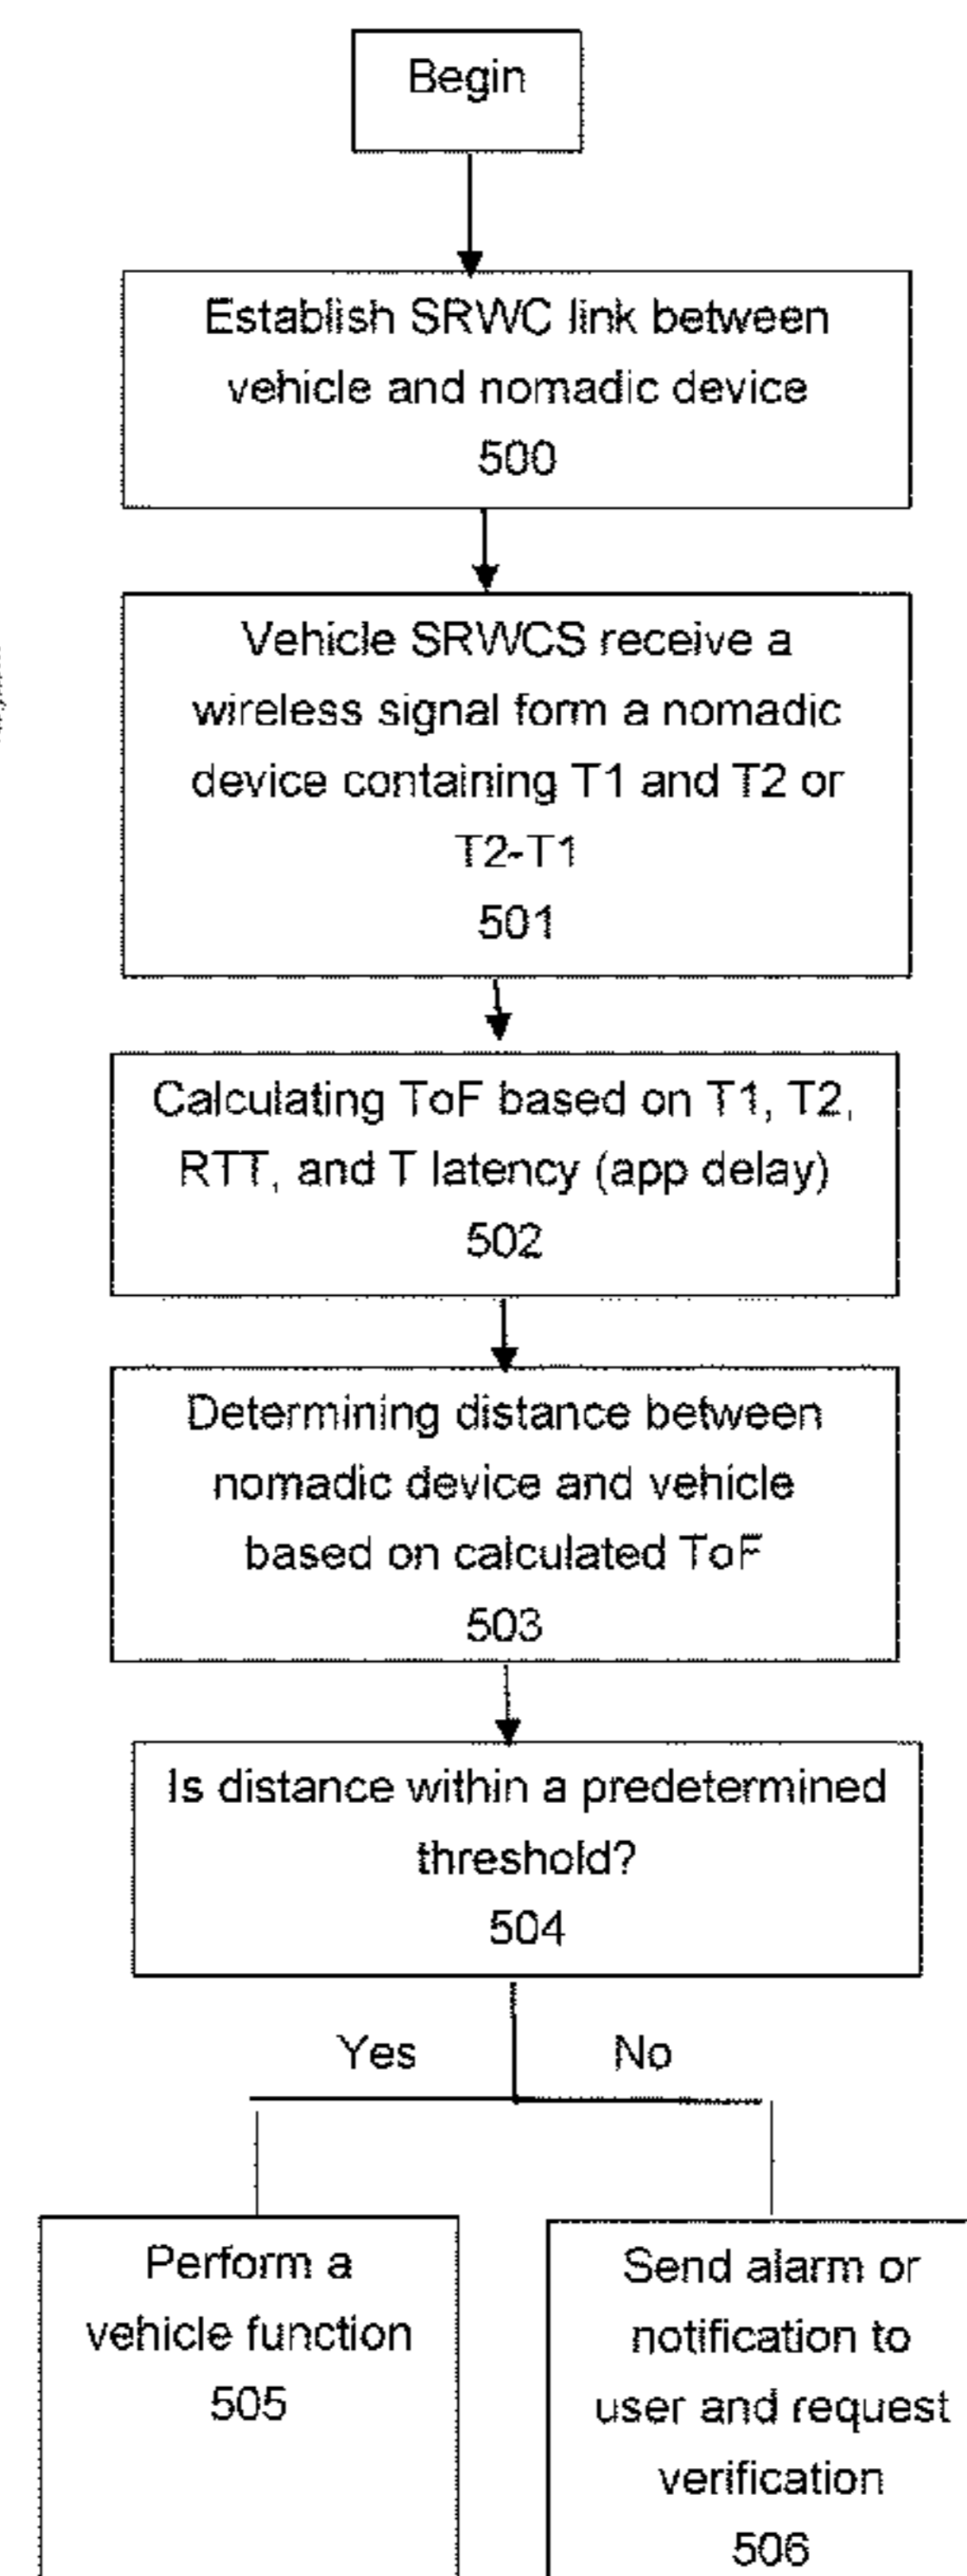 Begin
Establish SRWC link between
vehicle and nomadic device
500
Vehicle SRWCS receive a
wireless signal form a nomadic
device containing T1 and T2 or
T2-T1
501
Calculating ToF based on T1, T2,
RTT, and T latency (app delay)
502
Determining distance between
nomadic device and vehicle
based on calculated ToF
503
Is distance within a predetermined
threshold?
504
Yes
No
Perform a
vehicle function
505
Send alarm or
notification to
user and request
verification
506